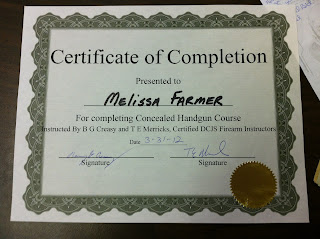 Certificate of Completion
Presented to
Melissa Farmer
For completing Concealed Handgun Course
Instructed By B G Creasy and T E Merricks, Certified DCJS Firearm Instructors
Date 3-31-12
Signature Signature